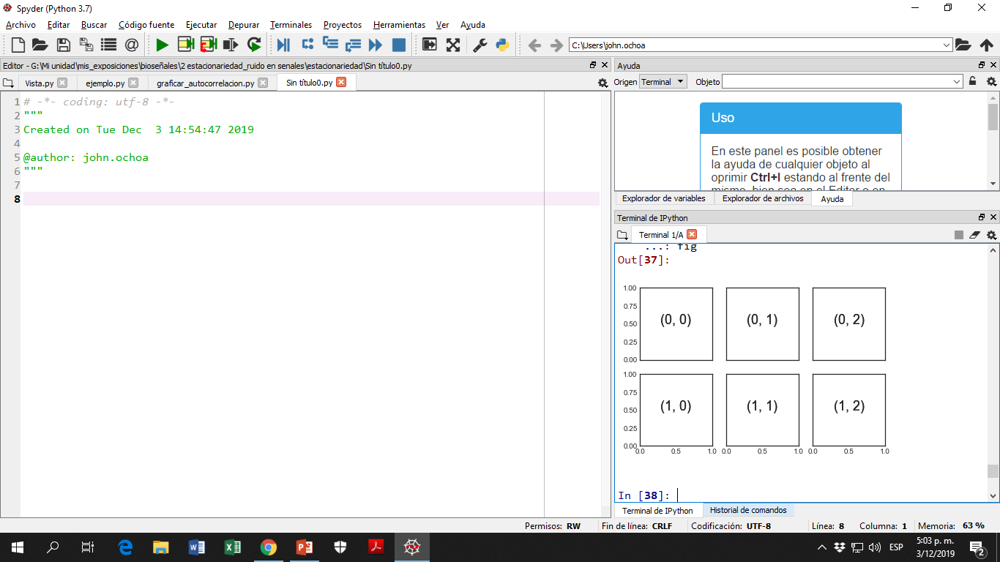 Spyder (Python 3.7)
Archivo Editar Buscar Código fuente Ejecutar Depurar Terminales Proyectos Herramientas Ver Ayuda
C:\Users\john.ochoa
Editor - G:\Mi unidad\mis_exposiciones\bioseñales\2 estacionariedad_ruido en senales\estacionariedad\Sin título0.py
Vista.py ejemplo.py graficar_autocorrelacion.py Sin título0.py
1 # -*- coding: utf-8 -*-
2 """
3 Created on Tue Dec  3 14:54:47 2019
4
5 @author: john.ochoa
6 """
7
8
Ayuda
Origen Terminal Objeto
Uso
En este panel es posible obtener
la ayuda de cualquier objeto al
oprimir Ctrl+I estando al frente del
mismo, bien sea en el Editor o en
Explorador de variables Explorador de archivos Ayuda
Terminal de IPython
Terminal 1/A
...: fig
Out[37]:
1.00
0.75
0.50
0.25
0.00
(0, 0) (0, 1) (0, 2)
1.00
0.75
0.50
0.25
0.00
(1, 0) (1, 1) (1, 2)
0.0 0.5 1.0 0.0 0.5 1.0 0.0 0.5 1.0
In [38]:
Terminal de IPython Historial de comandos
Permisos: RW Fin de línea: CRLF Codificación: UTF-8 Línea: 8 Columna: 1 Memoria: 63 %
ESP
5:03 p. m.
3/12/2019
2